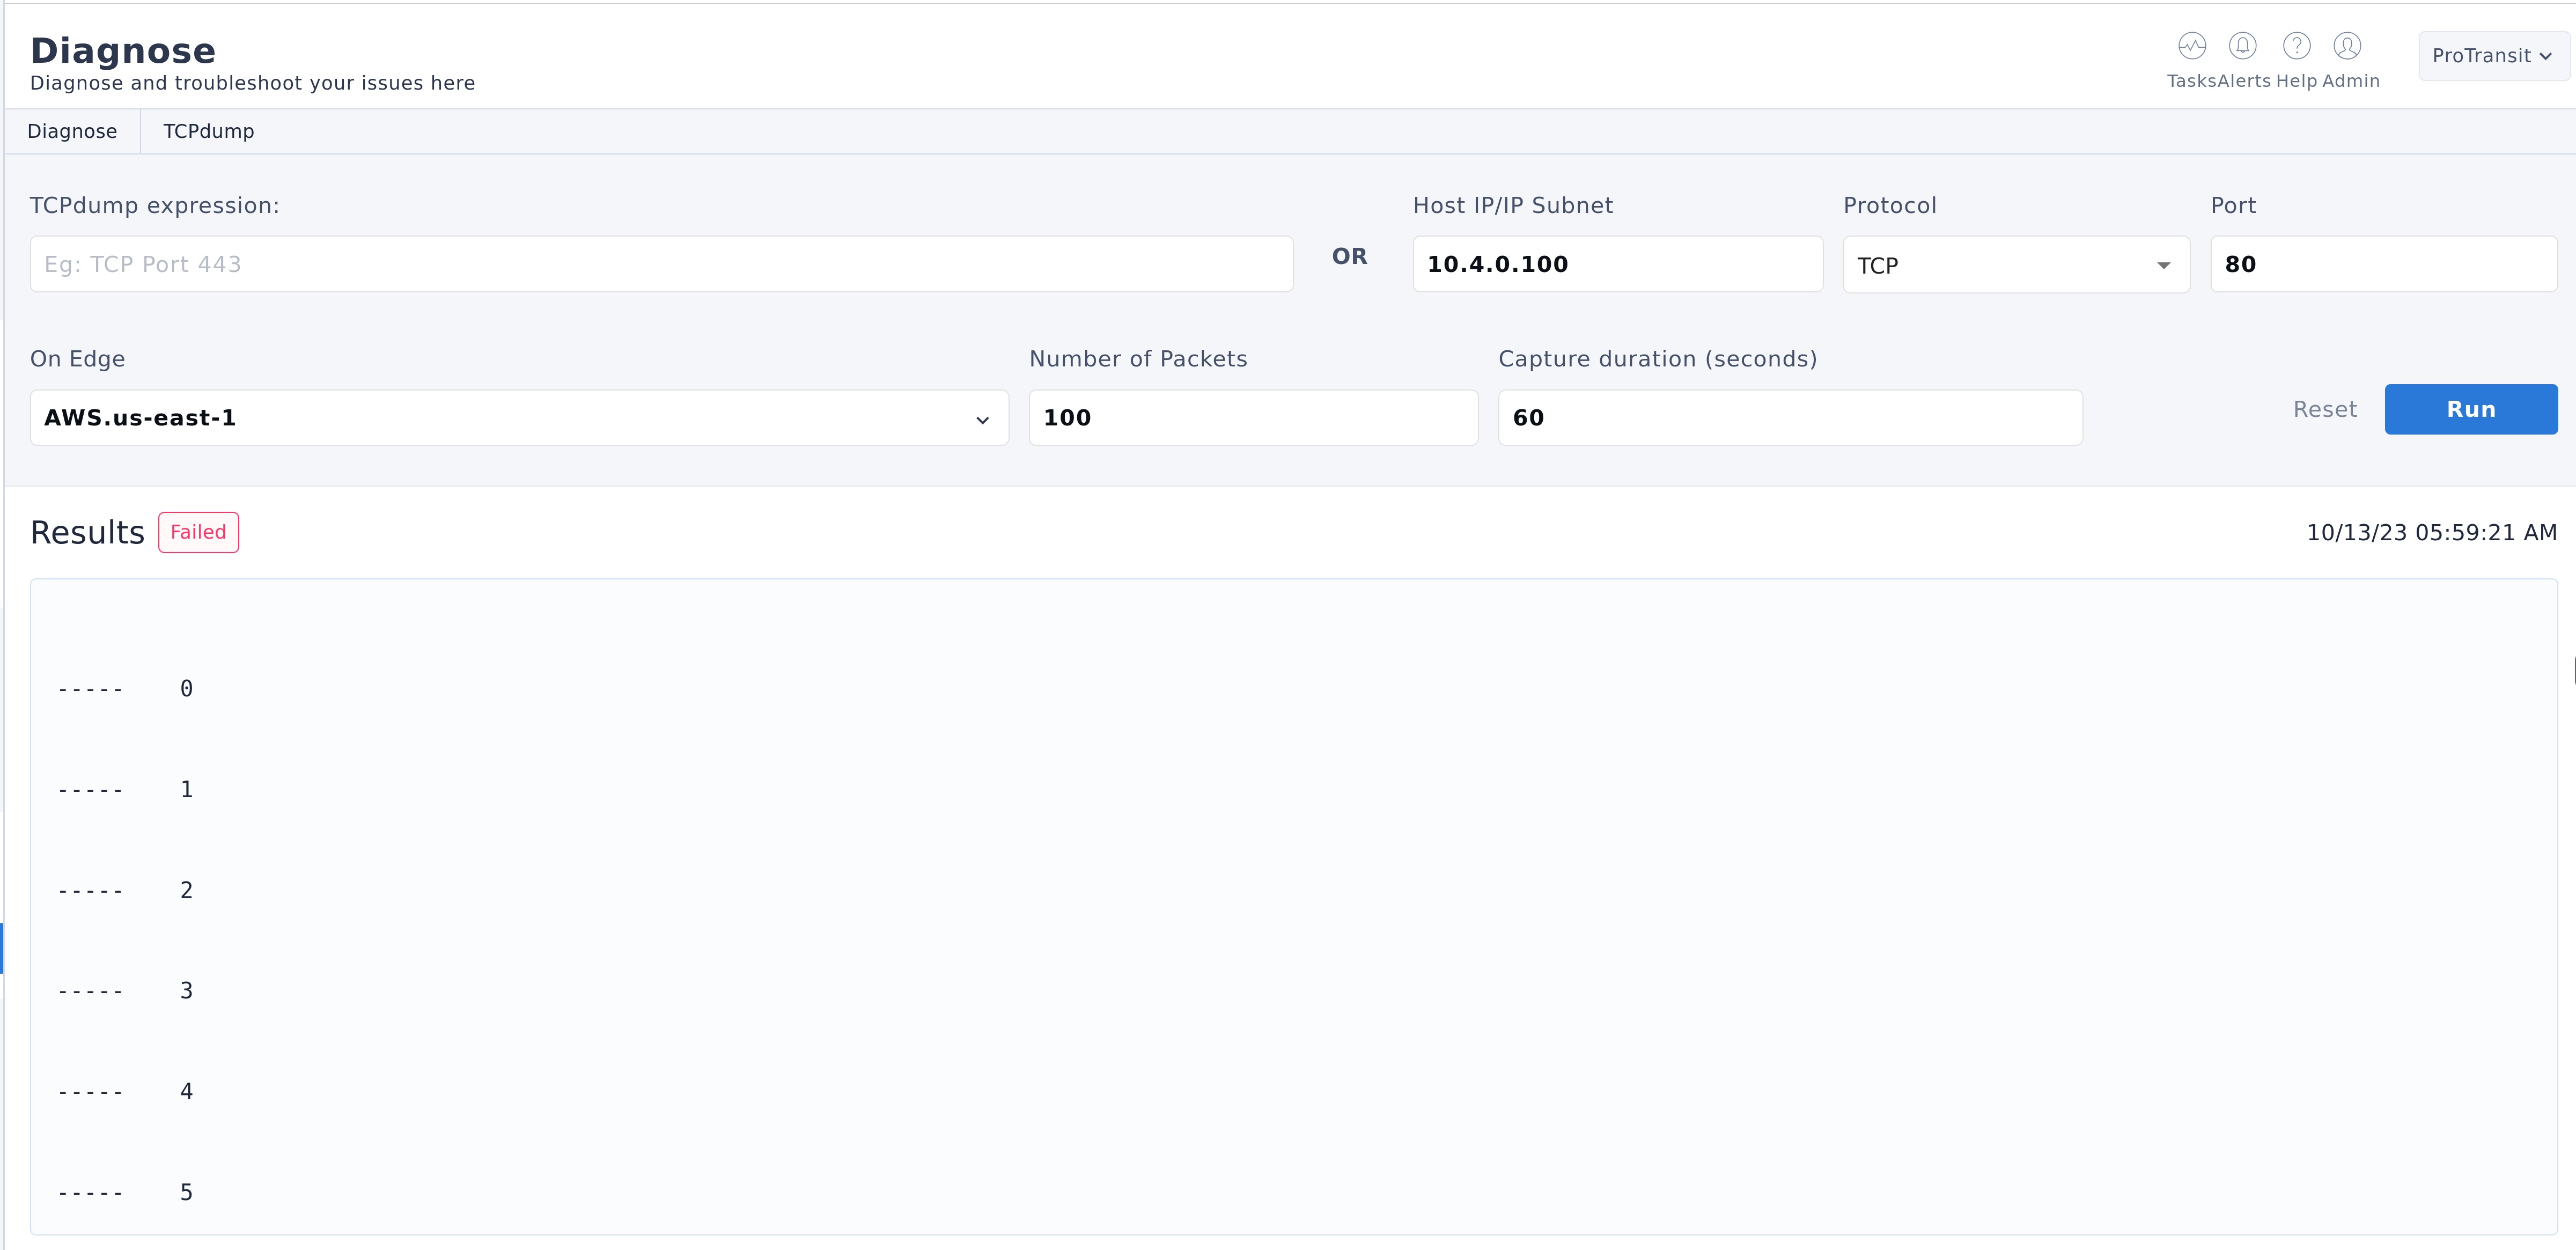 Diagnose
Diagnose and troubleshoot your issues here
Tasks Alerts Help Admin
ProTransit
Diagnose TCPdump
TCPdump expression:
Eg: TCP Port 443
OR
Host IP/IP Subnet
10.4.0.100
Protocol
TCP
Port
80
On Edge
AWS.us-east-1
Number of Packets
100
Capture duration (seconds)
60
Reset
Run
Results Failed 10/13/23 05:59:21 AM
----- 0
----- 1
----- 2
----- 3
----- 4
----- 5